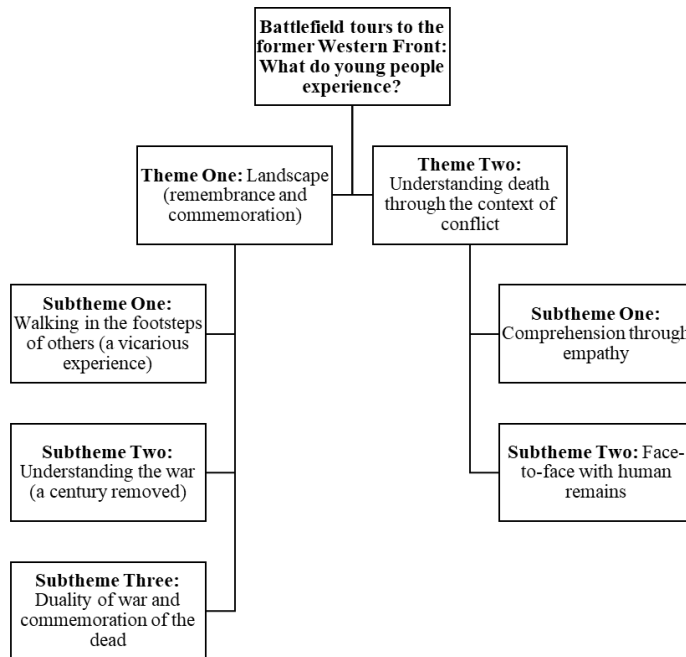 Battlefield tours to the
former Western Front:
What do young people
experience?
Theme One: Landscape
(remembrance and
commemoration)
Theme Two:
Understanding death
through the context of
conflict
Subtheme One:
Walking in the footsteps
of others (a vicarious
experience)
Subtheme Two:
Understanding the war
(a century removed)
Subtheme Three:
Duality of war and
commemoration of the
dead
Subtheme One:
Comprehension through
empathy
Subtheme Two: Face-
to-face with human
remains